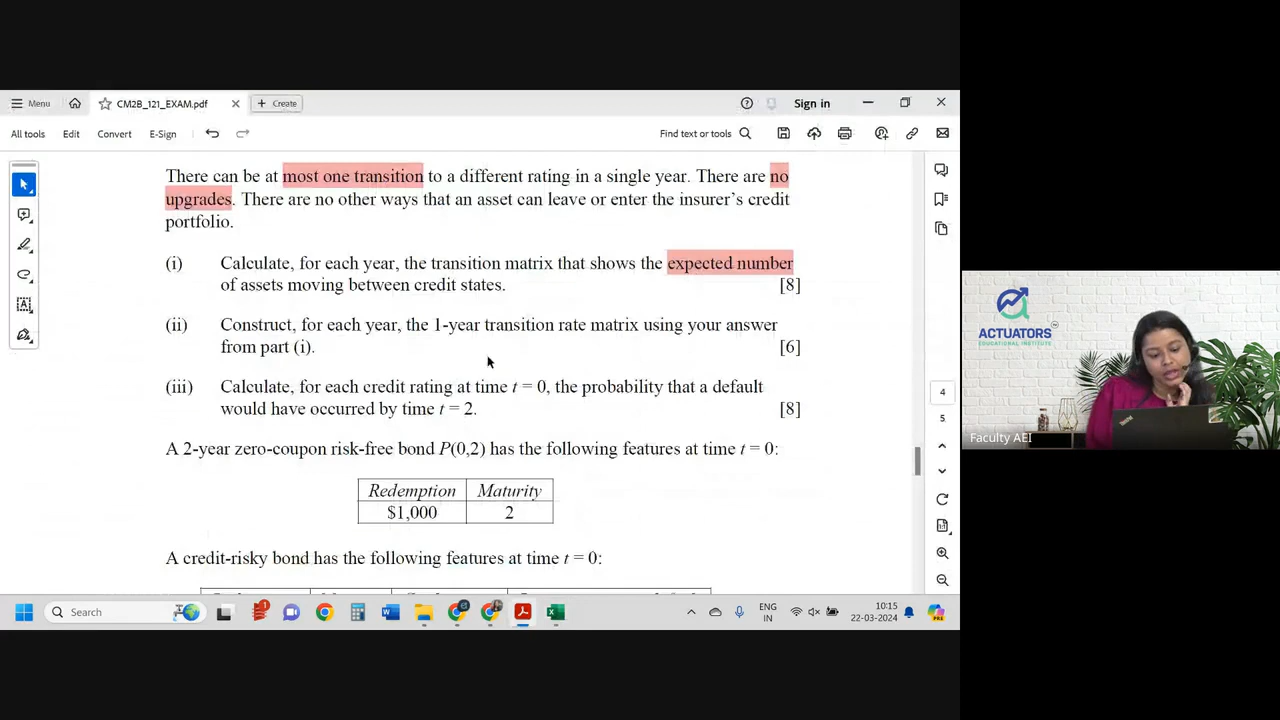 Menu
CM2B_121_EXAM.pdf
Create
Sign in
All tools
Edit
Convert
E-Sign
Find text or tools
There can be at most one transition to a different rating in a single year. There are no
upgrades. There are no other ways that an asset can leave or enter the insurer's credit
portfolio.
(i) Calculate, for each year, the transition matrix that shows the expected number
of assets moving between credit states. [8]
(ii) Construct, for each year, the 1-year transition rate matrix using your answer
from part (i). [6]
(iii) Calculate, for each credit rating at time t = 0, the probability that a default
would have occurred by time t = 2. [8]
A 2-year zero-coupon risk-free bond P(0,2) has the following features at time t = 0:
Redemption Maturity
$1,000 2
A credit-risky bond has the following features at time t = 0:
4
5
Search
ENG
IN
10:15
22-03-2024
ACTUATORS
EDUCATIONAL INSTITUTE
Faculty AEI